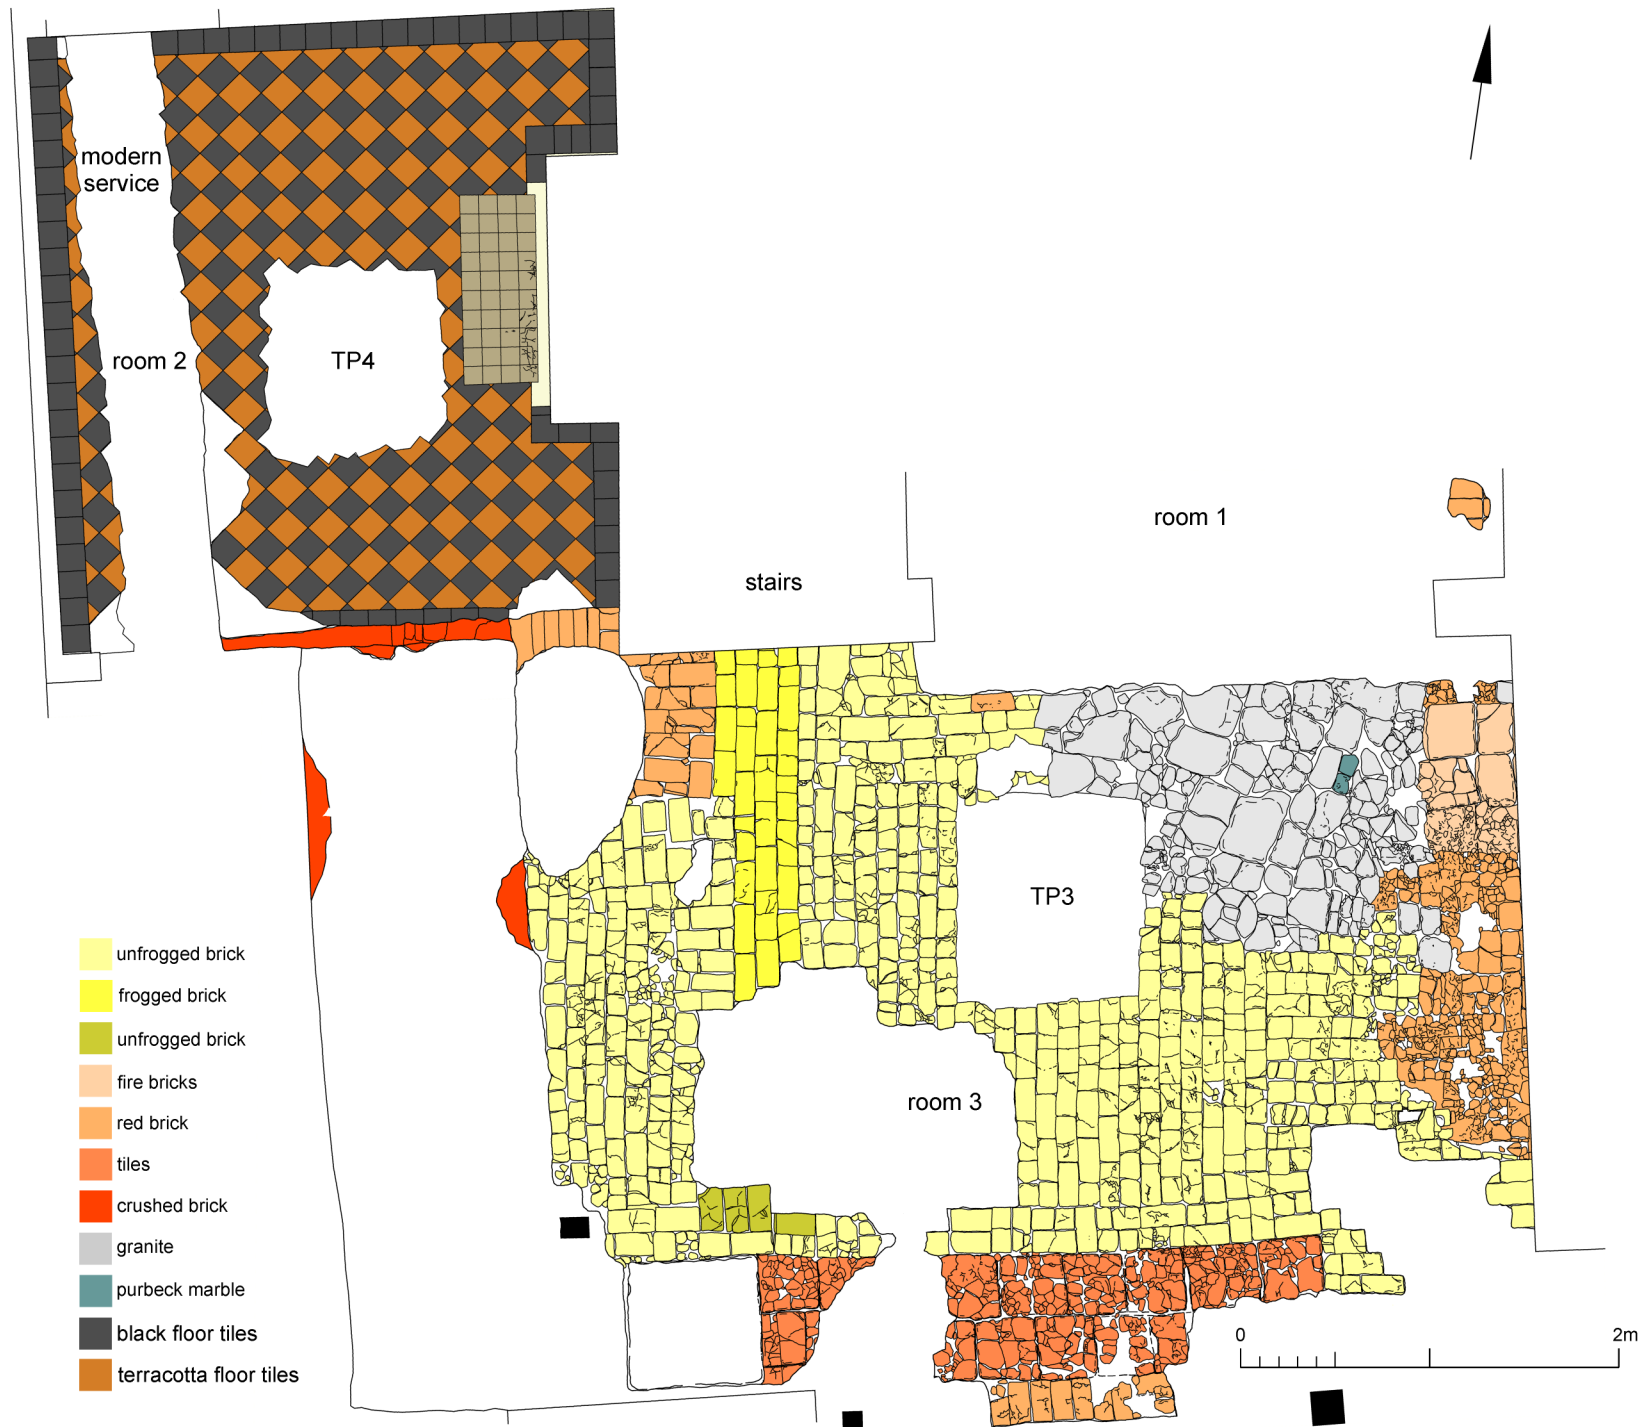 modern
service
room 2
TP4
room 1
stairs
TP3
room 3
unfrogged brick
frogged brick
unfrogged brick
fire bricks
red brick
tiles
crushed brick
granite
purbeck marble
black floor tiles
terracotta floor tiles
0 2m